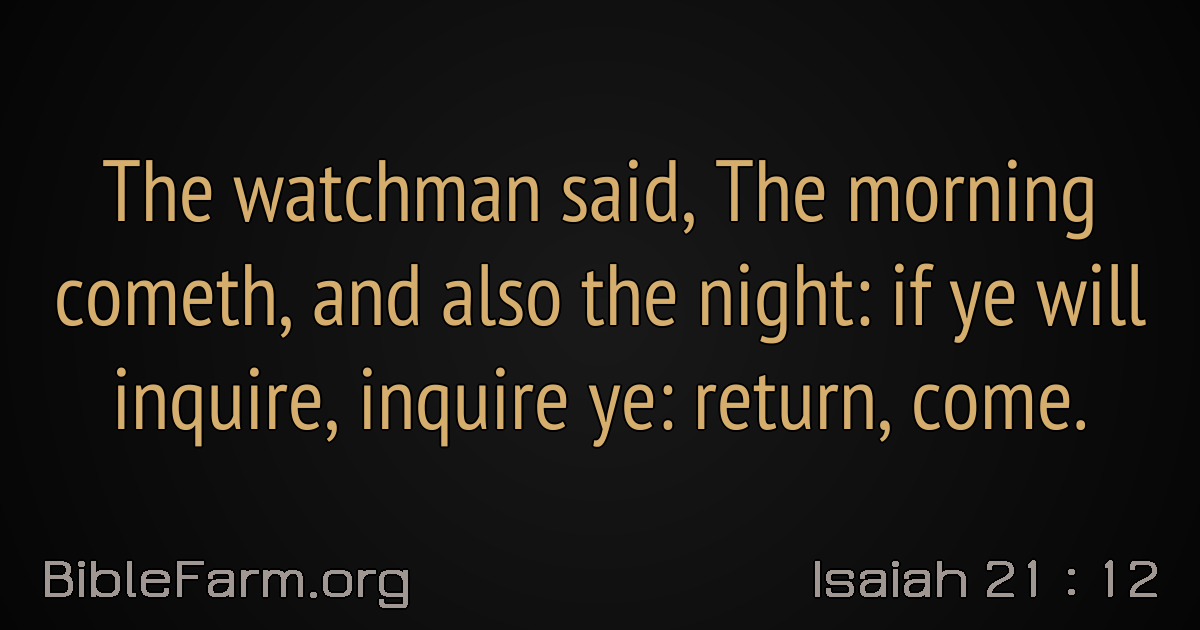 The watchman said, The morning
cometh, and also the night: if ye will
inquire, inquire ye: return, come.
BibleFarm.org
Isaiah 21 : 12